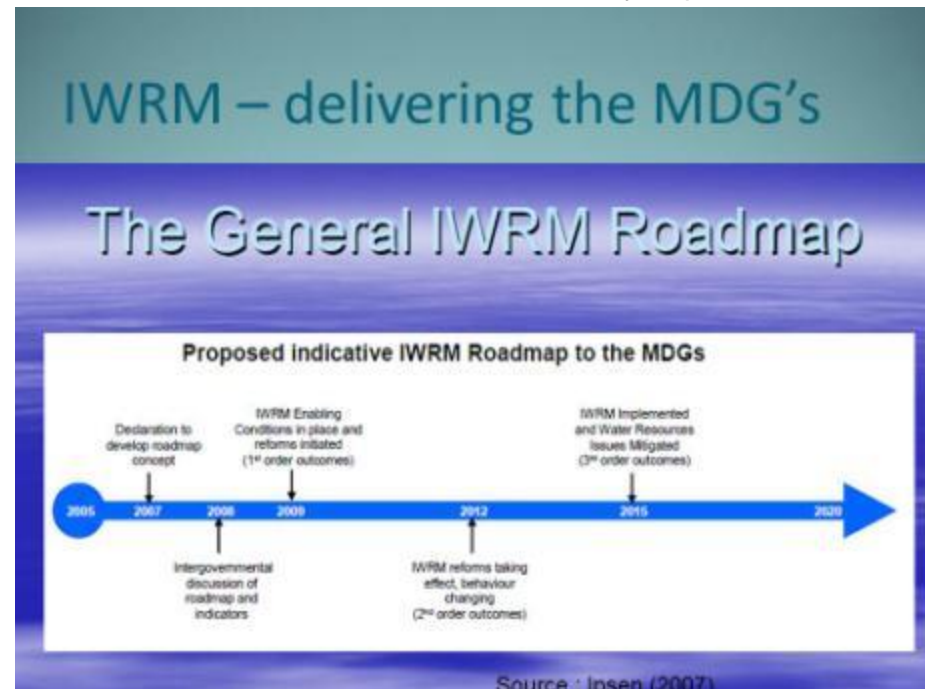 IWRM – delivering the MDG's
The General IWRM Roadmap
Proposed indicative IWRM Roadmap to the MDGs
Declaration to
develop roadmap
concept
IWRM Enabling
Conditions in place and
reforms initiated
(1st order outcomes)
IWRM Implemented
and Water Resources
Issues Mitigated
(3rd order outcomes)
2005 2007 2008 2009 2012 2015 2020
Intergovernmental
discussion of
roadmap and
indicators
IWRM reforms taking
effect, behaviour
changing
(2nd order outcomes)
Source : Ipsen (2007)